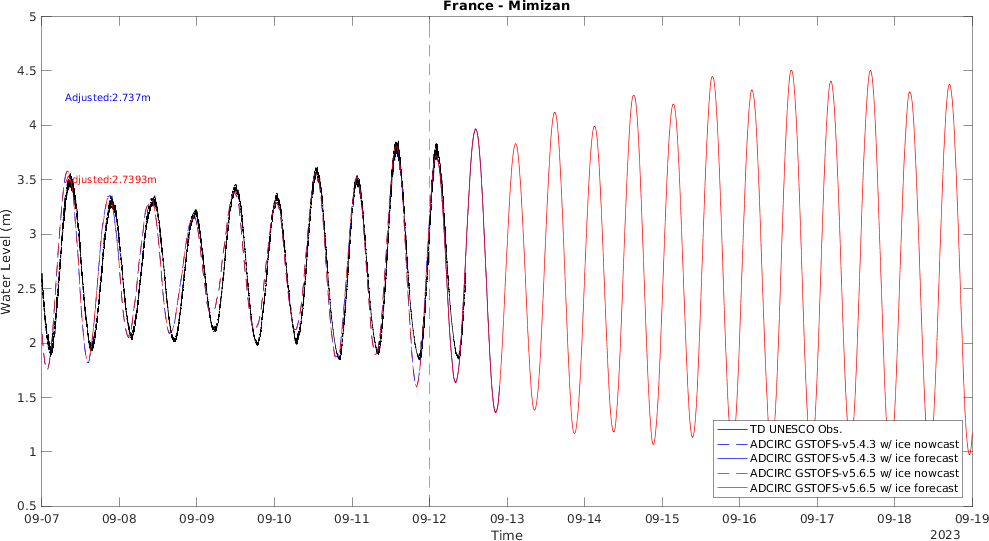 France - Mimizan
5
4.5
4
3.5
3
2.5
2
1.5
1
0.5
Water Level (m)
Adjusted:2.737m
Adjusted:2.7393m
TD UNESCO Obs.
ADCIRC GSTOFS-v5.4.3 w/ ice nowcast
ADCIRC GSTOFS-v5.4.3 w/ ice forecast
ADCIRC GSTOFS-v5.6.5 w/ ice nowcast
ADCIRC GSTOFS-v5.6.5 w/ ice forecast
09-07 09-08 09-09 09-10 09-11 09-12 09-13 09-14 09-15 09-16 09-17 09-18 09-19
Time
2023